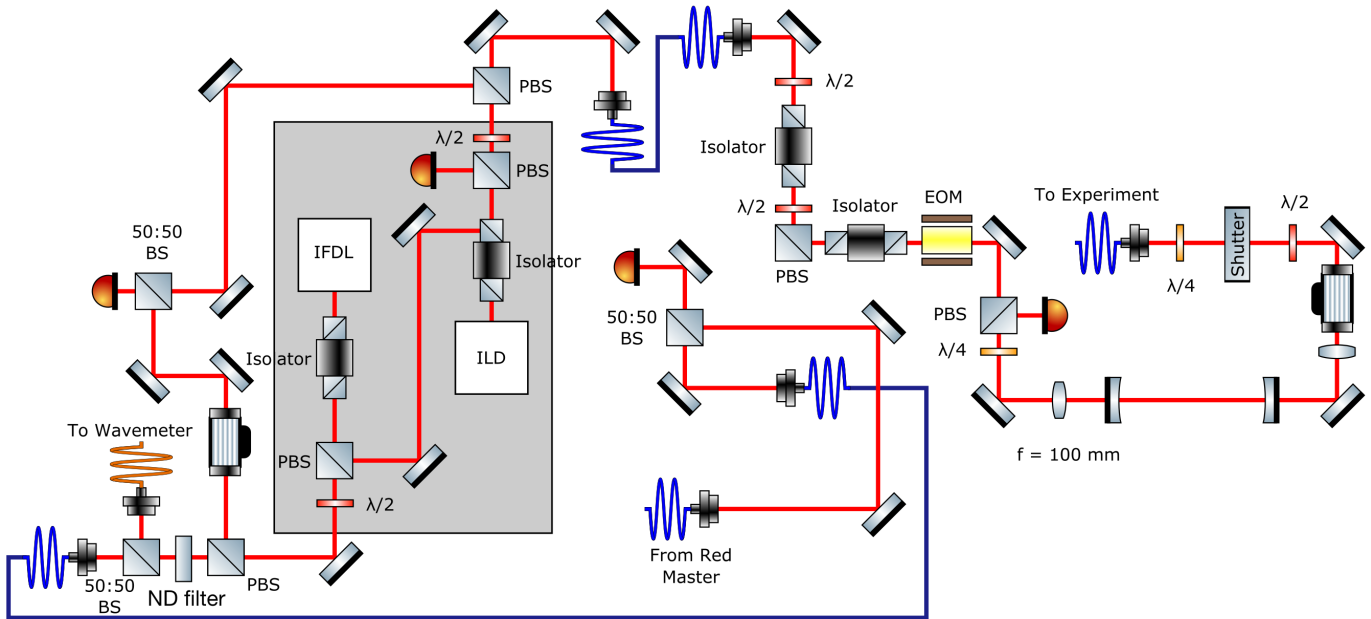 PBS
λ/2
λ/2
Isolator
PBS
50:50
BS
IFDL
Isolator
ILD
Isolator
PBS
λ/2
To Wavemeter
50:50
BS
ND filter
PBS
λ/2
Isolator
EOM
PBS
50:50
BS
From Red
Master
To Experiment
λ/4
Shutter
λ/2
PBS
λ/4
f = 100 mm